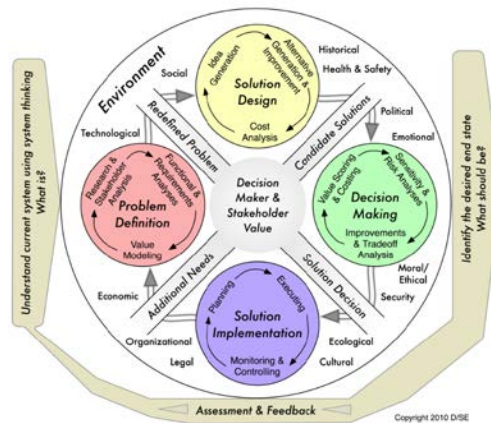 Environment
Social
Idea
Generation
Alternative
Generation &
Improvement
Solution
Design
Cost
Analysis
Historical
Health & Safety
Political
Emotional
Technological
Redefined Problem
Candidate Solutions
Research &
Stakeholder
Analysis
Functional &
Requirements
Analyses
Problem
Definition
Value
Modeling
Decision
Maker &
Stakeholder
Value
Value Scoring
& Costing
Sensitivity &
Risk Analyses
Decision
Making
Improvements
& Tradeoff
Analysis
Economic
Additional Needs
Solution Decision
Moral/
Ethical
Security
Organizational
Legal
Planning
Executing
Solution
Implementation
Monitoring &
Controlling
Ecological
Cultural
Understand current system using system thinking
What is?
Identify the desired end state
What should be?
Assessment & Feedback
Copyright 2010 D/SE